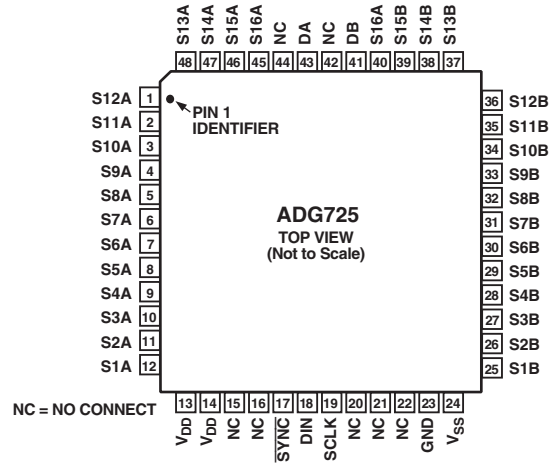 S13A S14A S15A S16A NC DA NC DB S16A S15B S14B S13B
48 47 46 45 44 43 42 41 40 39 38 37
S12A 1
S11A 2
S10A 3
S9A 4
S8A 5
S7A 6
S6A 7
S5A 8
S4A 9
S3A 10
S2A 11
S1A 12
PIN 1
IDENTIFIER
ADG725
TOP VIEW
(Not to Scale)
36 S12B
35 S11B
34 S10B
33 S9B
32 S8B
31 S7B
30 S6B
29 S5B
28 S4B
27 S3B
26 S2B
25 S1B
NC = NO CONNECT
13 14 15 16 17 18 19 20 21 22 23 24
VDD VDD NC NC SYNC DIN SCLK NC NC NC GND VSS